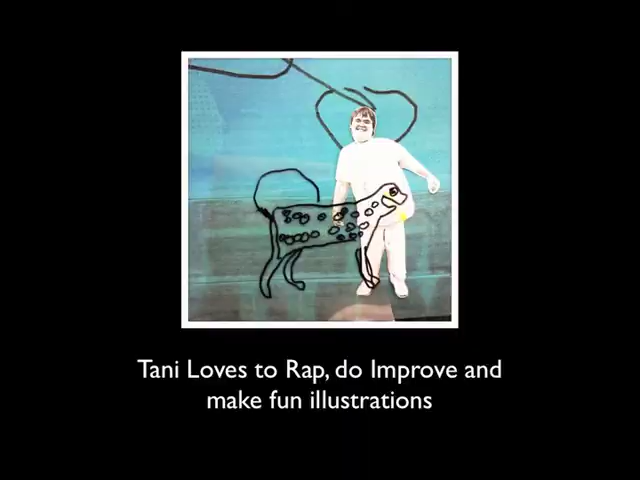 Tani Loves to Rap, do Improve and
make fun illustrations